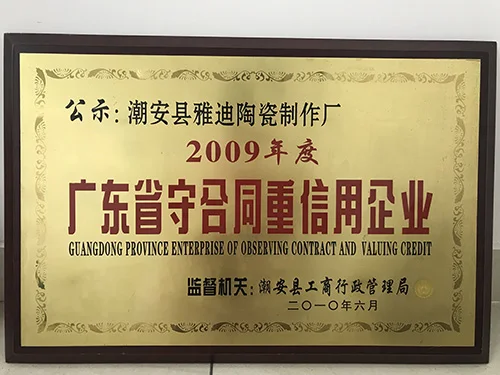 公示：潮安县雅迪陶瓷制作厂
2009年度
广东省守合同重信用企业
GUANGDONG PROVINCE ENTERPRISE OF OBSERVING CONTRACT AND VALUING CREDIT
监督机关：潮安县工商行政管理局
二〇一〇年六月